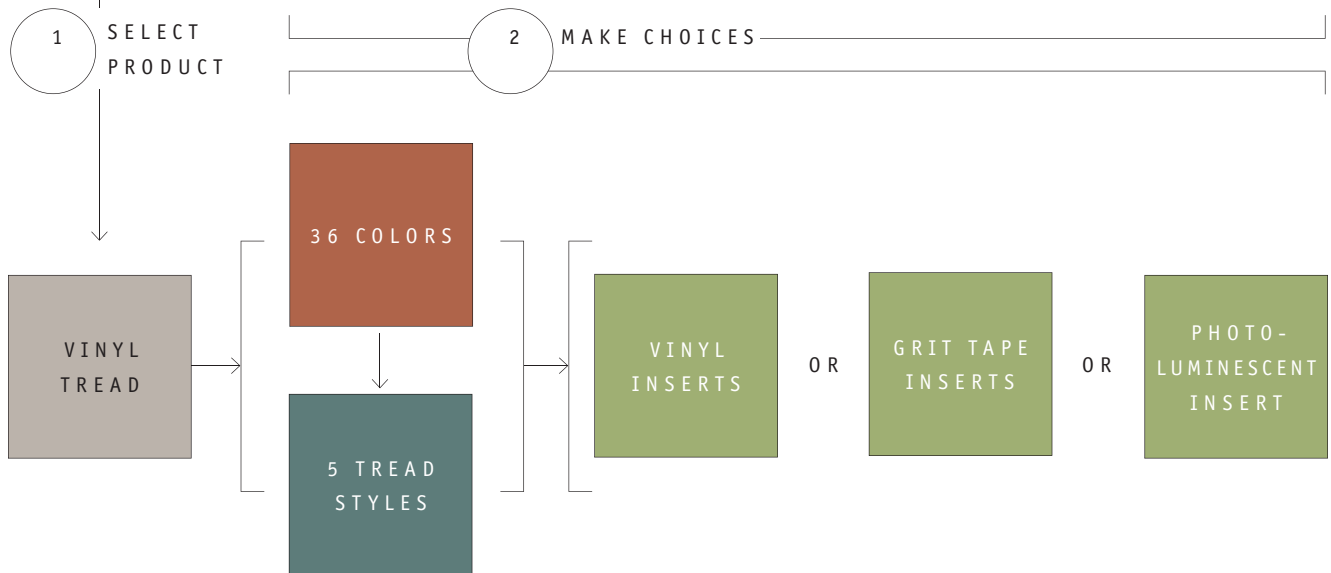 1
SELECT
PRODUCT
2
MAKE CHOICES
VINYL
TREAD
36 COLORS
5 TREAD
STYLES
VINYL
INSERTS
OR
GRIT TAPE
INSERTS
OR
PHOTO-
LUMINESCENT
INSERT